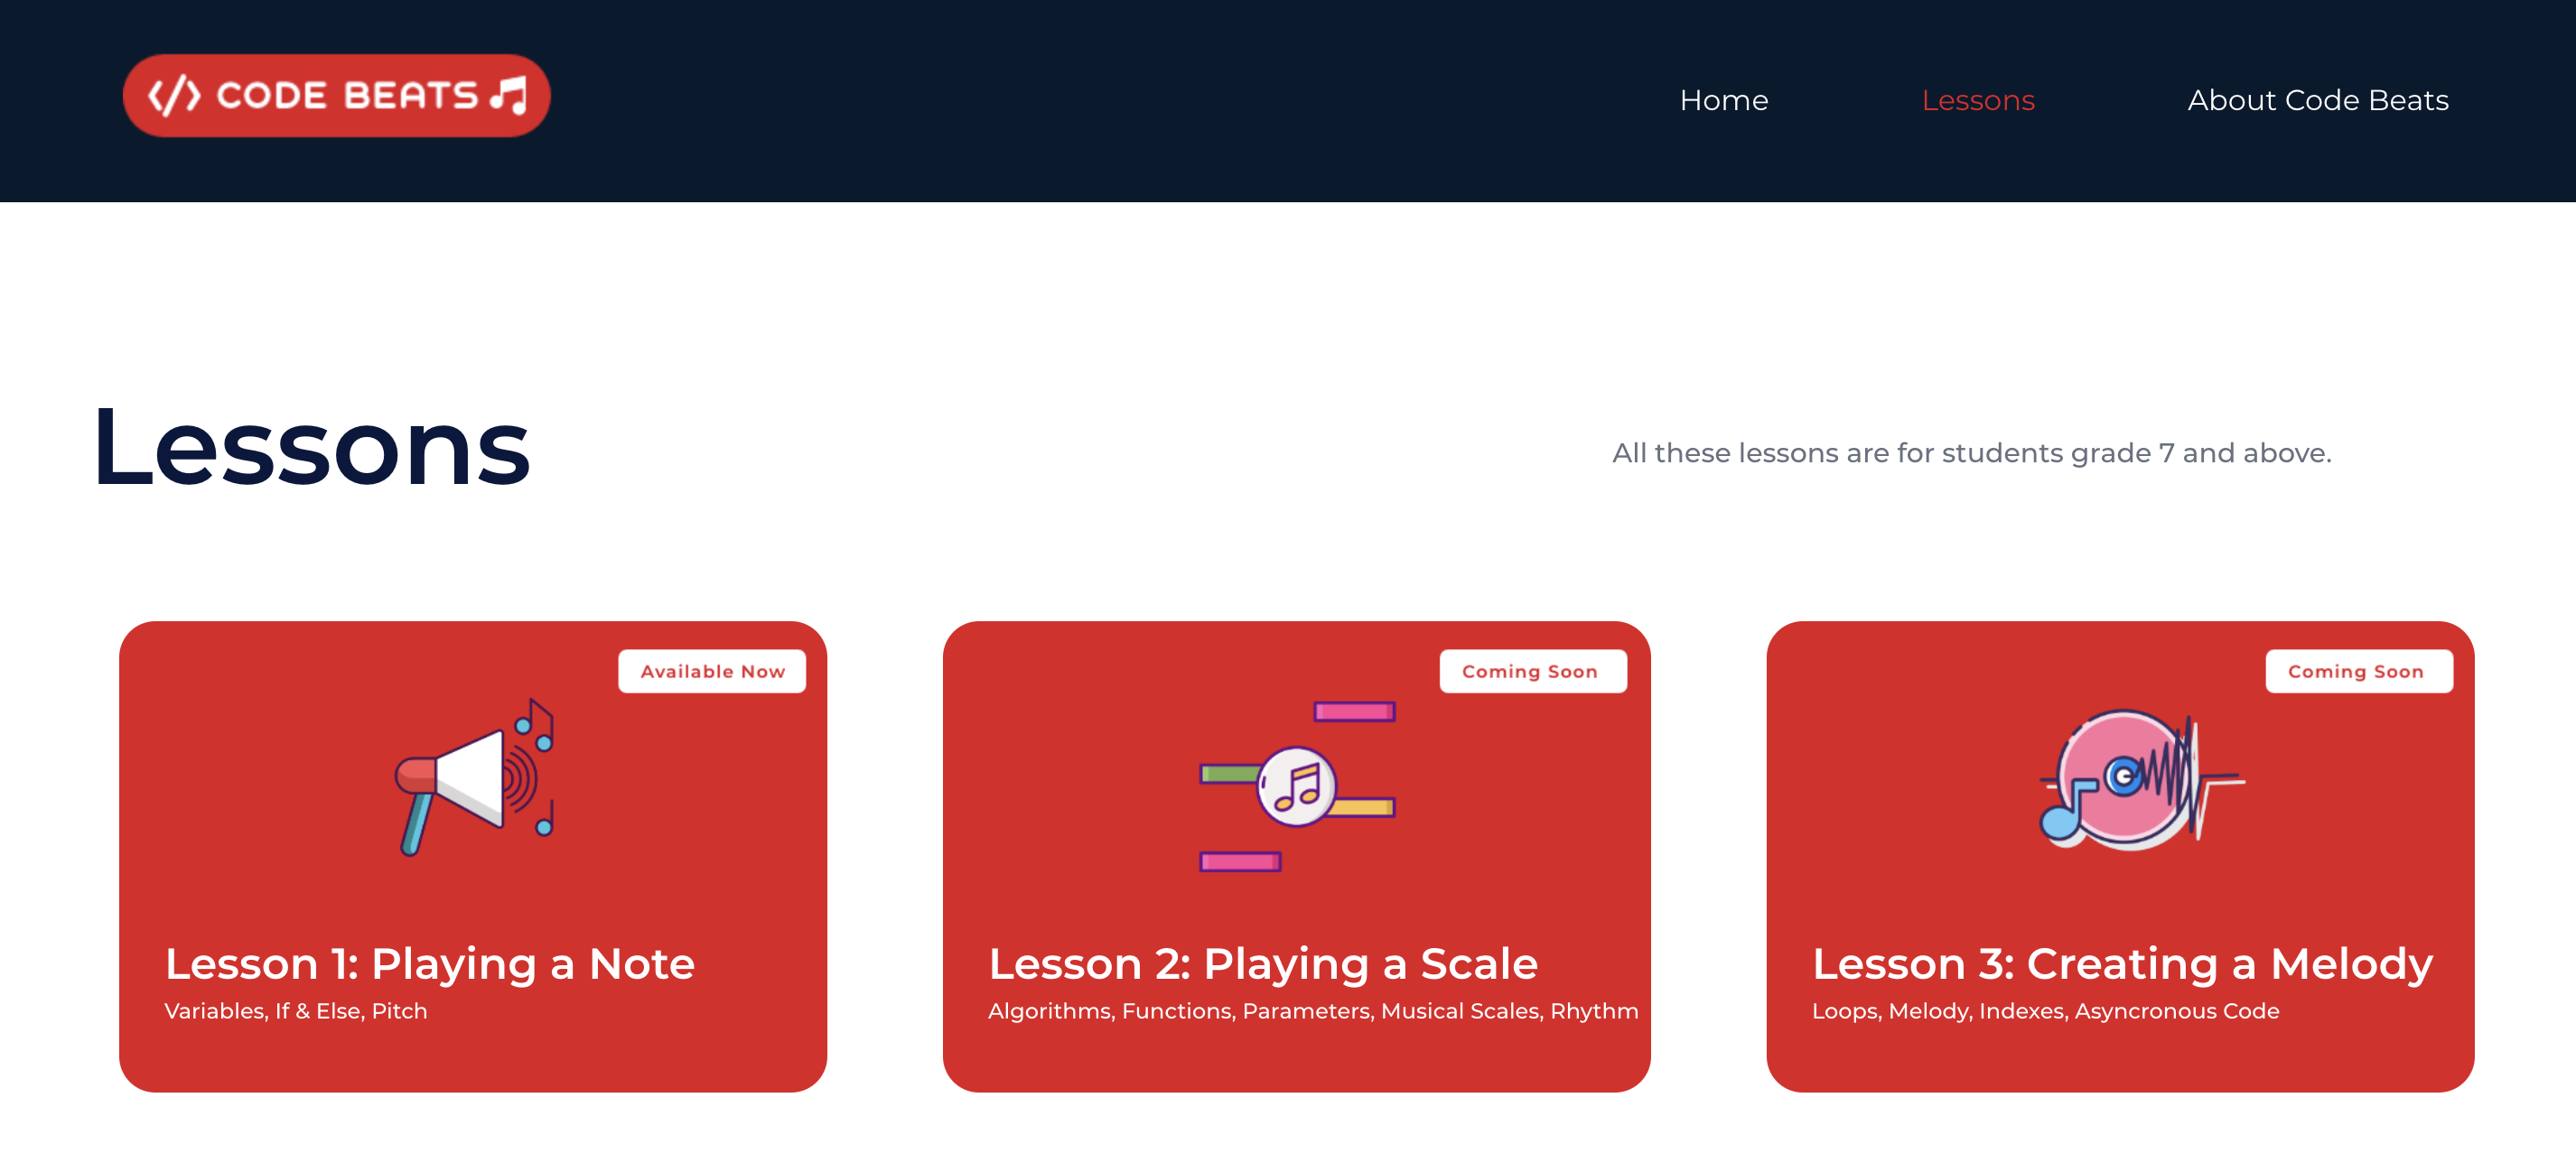 </> CODE BEATS
Home Lessons About Code Beats
Lessons
All these lessons are for students grade 7 and above.
Available Now
Lesson 1: Playing a Note
Variables, If & Else, Pitch
Coming Soon
Lesson 2: Playing a Scale
Algorithms, Functions, Parameters, Musical Scales, Rhythm
Coming Soon
Lesson 3: Creating a Melody
Loops, Melody, Indexes, Asyncronous Code